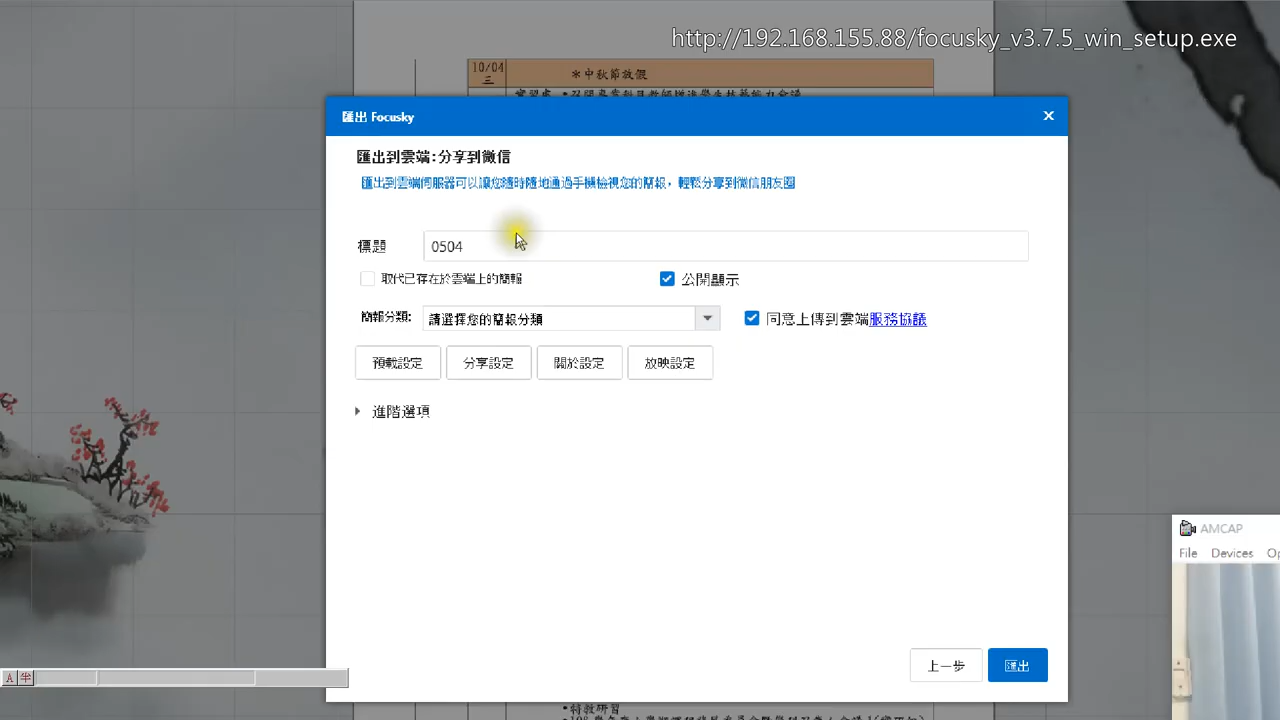 http://192.168.155.88/focusky_v3.7.5_win_setup.exe
10/04
三
＊中秋節放假
匯出 Focusky
匯出到雲端:分享到微信
匯出到雲端伺服器可以讓您隨時隨地通過手機檢視您的簡報，輕鬆分享到微信朋友圈
標題
0504
取代已存在於雲端上的簡報
公開顯示
簡報分類:
請選擇您的簡報分類
同意上傳到雲端服務協議
預載設定
分享設定
關於設定
放映設定
進階選項
AMCAP
File Devices Op
上一步
匯出
A 半
•特教研習